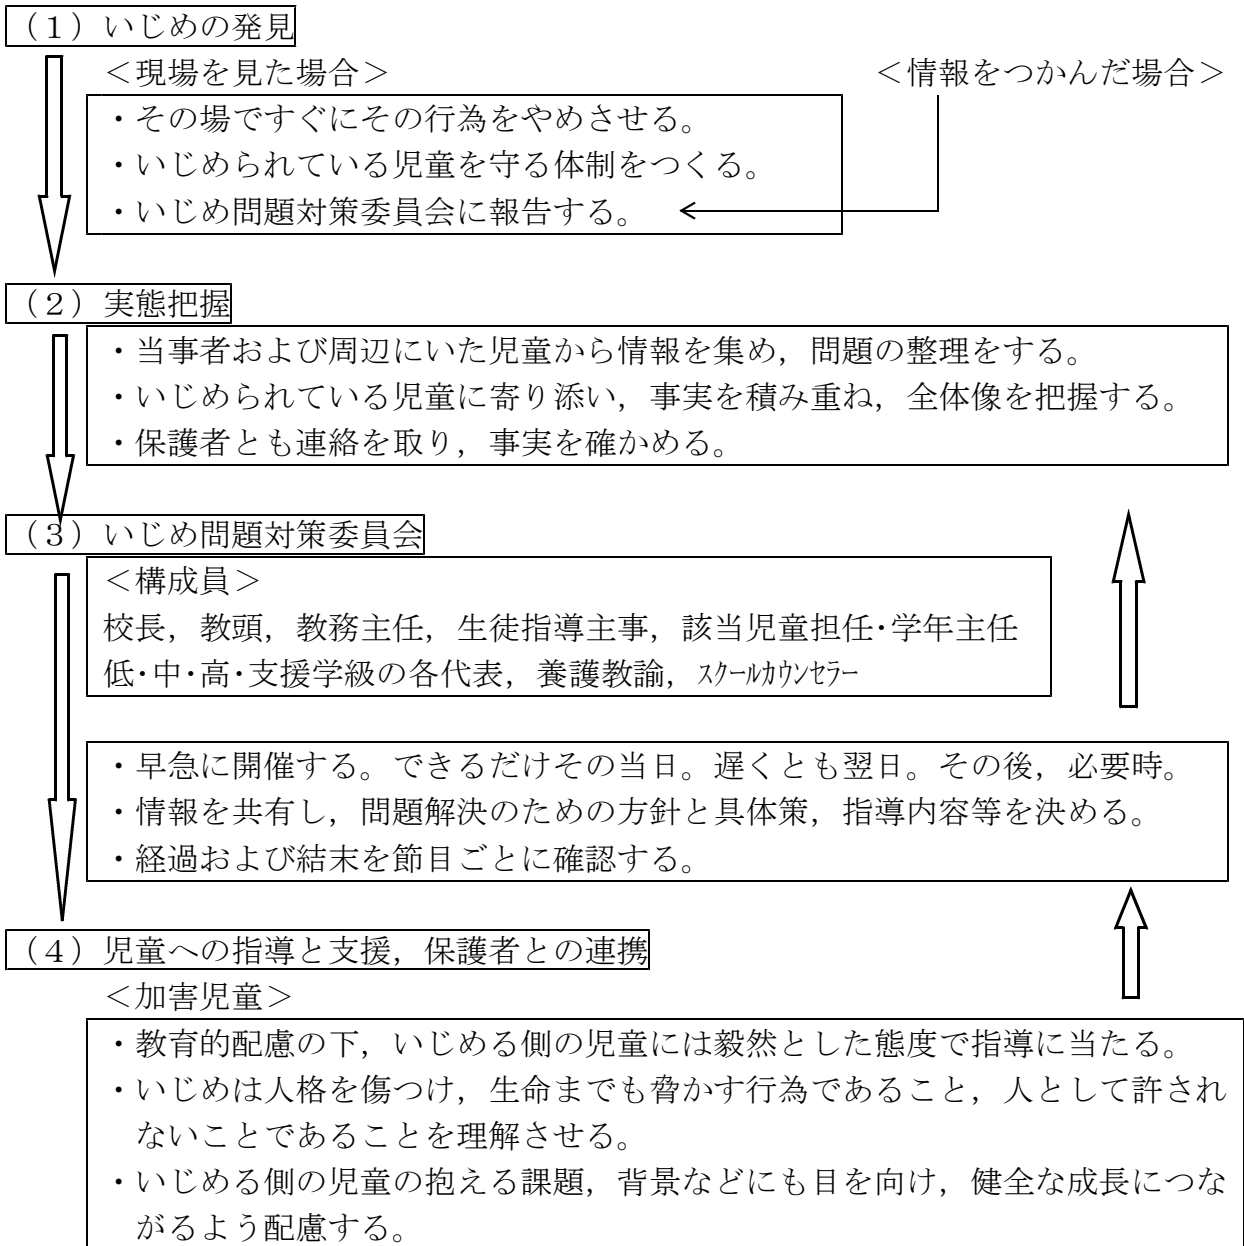 （１）いじめの発見
＜現場を見た場合＞
＜情報をつかんだ場合＞
・その場ですぐにその行為をやめさせる。
・いじめられている児童を守る体制をつくる。
・いじめ問題対策委員会に報告する。
（２）実態把握
・当事者および周辺にいた児童から情報を集め，問題の整理をする。
・いじめられている児童に寄り添い，事実を積み重ね，全体像を把握する。
・保護者とも連絡を取り，事実を確かめる。
（３）いじめ問題対策委員会
＜構成員＞
校長，教頭，教務主任，生徒指導主事，該当児童担任・学年主任
低・中・高・支援学級の各代表，養護教諭，ｽｸｰﾙｶｳﾝｾﾗｰ
・早急に開催する。できるだけその当日。遅くとも翌日。その後，必要時。
・情報を共有し，問題解決のための方針と具体策，指導内容等を決める。
・経過および結末を節目ごとに確認する。
（４）児童への指導と支援，保護者との連携
＜加害児童＞
・教育的配慮の下，いじめる側の児童には毅然とした態度で指導に当たる。
・いじめは人格を傷つけ，生命までも脅かす行為であること，人として許され
ないことであることを理解させる。
・いじめる側の児童の抱える課題，背景などにも目を向け，健全な成長につな
がるよう配慮する。